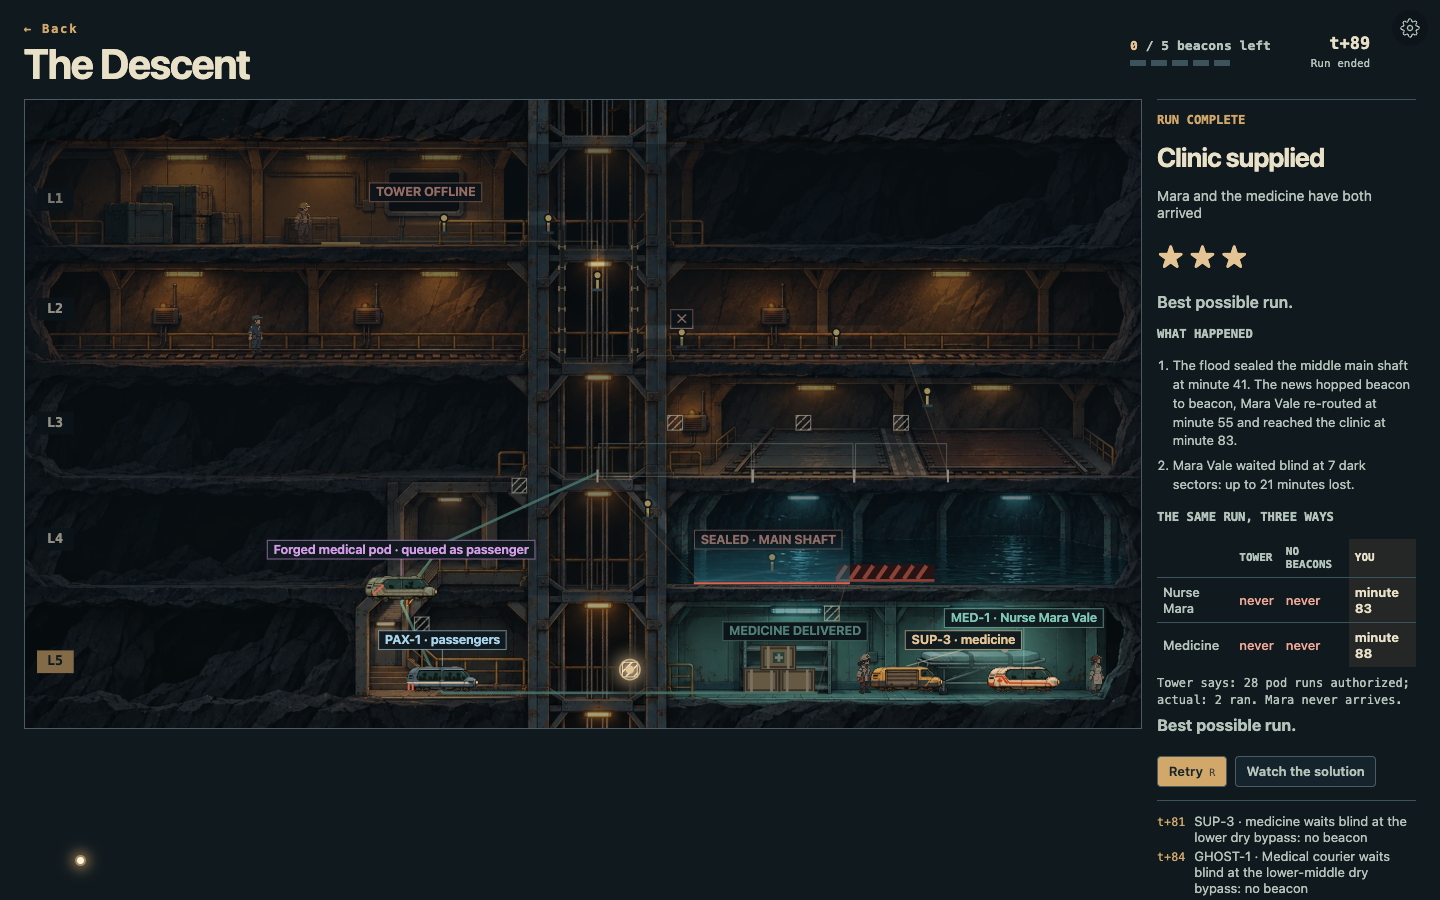 ← Back
The Descent
0 / 5 beacons left
t+89
Run ended
L1
TOWER OFFLINE
L2
L3
L4
Forged medical pod · queued as passenger
SEALED · MAIN SHAFT
L5
PAX-1 · passengers
MEDICINE DELIVERED
MED-1 · Nurse Mara Vale
SUP-3 · medicine
RUN COMPLETE
Clinic supplied
Mara and the medicine have both
arrived
Best possible run.
WHAT HAPPENED
1. The flood sealed the middle main shaft
at minute 41. The news hopped beacon
to beacon, Mara Vale re-routed at
minute 55 and reached the clinic at
minute 83.
2. Mara Vale waited blind at 7 dark
sectors: up to 21 minutes lost.
THE SAME RUN, THREE WAYS
TOWER NO BEACONS YOU
Nurse Mara never never minute 83
Medicine never never minute 88
Tower says: 28 pod runs authorized;
actual: 2 ran. Mara never arrives.
Best possible run.
Retry R
Watch the solution
t+81 SUP-3 · medicine waits blind at the
lower dry bypass: no beacon
t+84 GHOST-1 · Medical courier waits
blind at the lower-middle dry
bypass: no beacon